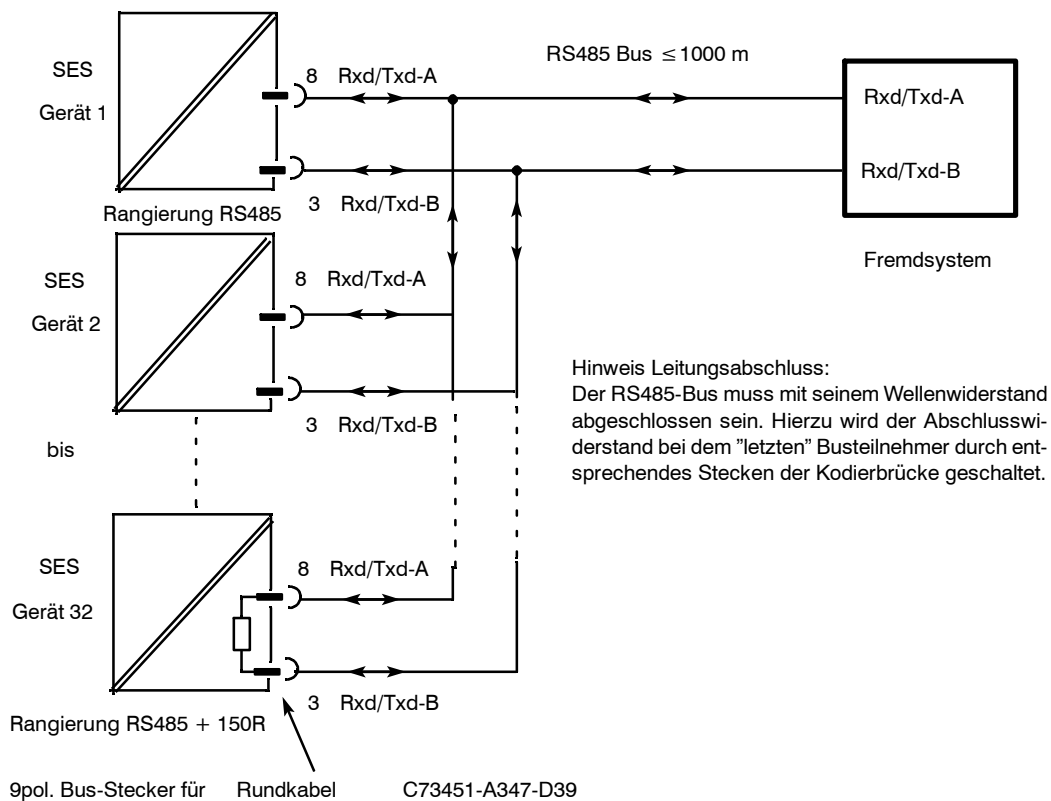 RS485 Bus ≤ 1000 m
SES
Gerät 1
8 Rxd/Txd-A
Rxd/Txd-A
3 Rxd/Txd-B
Rxd/Txd-B
Rangierung RS485
Fremdsystem
SES
Gerät 2
8 Rxd/Txd-A
3 Rxd/Txd-B
Hinweis Leitungsabschluss:
Der RS485-Bus muss mit seinem Wellenwiderstand
abgeschlossen sein. Hierzu wird der Abschlusswi-
derstand bei dem ”letzten” Busteilnehmer durch ent-
sprechendes Stecken der Kodierbrücke geschaltet.
bis
SES
Gerät 32
8 Rxd/Txd-A
3 Rxd/Txd-B
Rangierung RS485 + 150R
9pol. Bus-Stecker für Rundkabel C73451-A347-D39